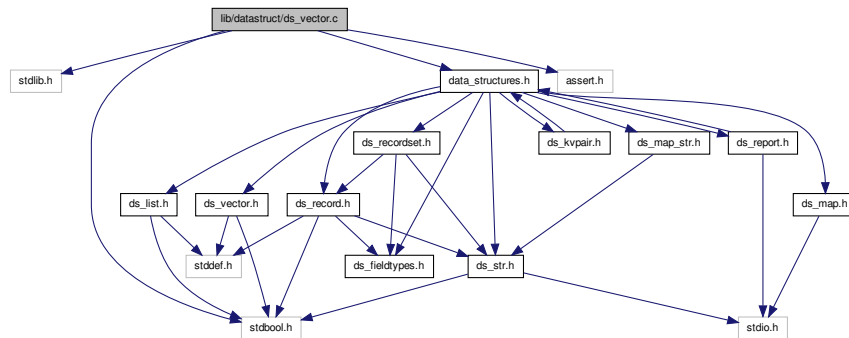 lib/datastruct/ds_vector.c
stdlib.h
data_structures.h
assert.h
ds_recordset.h
ds_kvpair.h
ds_map_str.h
ds_report.h
ds_list.h
ds_vector.h
ds_record.h
ds_map.h
stddef.h
ds_fieldtypes.h
ds_str.h
stdbool.h
stdio.h